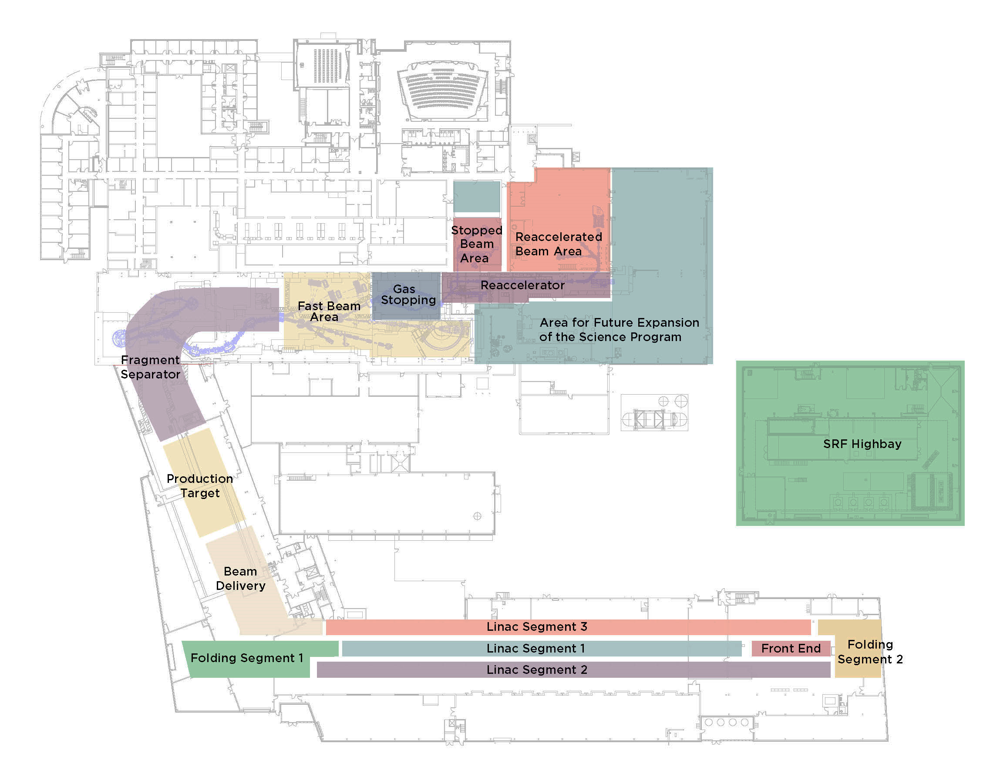 Stopped
Beam
Area
Reaccelerated
Beam Area
Gas
Stopping
Reaccelerator
Fast Beam
Area
Area for Future Expansion
of the Science Program
Fragment
Separator
SRF Highbay
Production
Target
Beam
Delivery
Linac Segment 3
Folding Segment 1
Linac Segment 1
Front End
Folding
Segment 2
Linac Segment 2